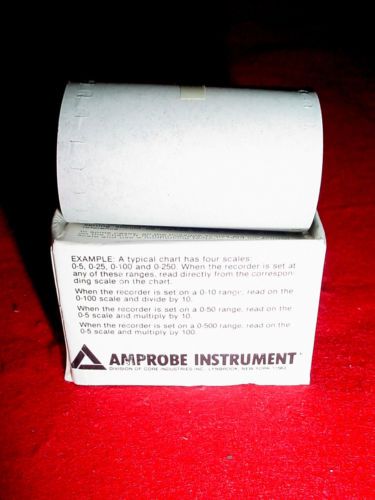 EXAMPLE: A typical chart has four scales:
0-5, 0-25, 0-100 and 0-250. When the recorder is set at
any of these ranges, read directly from the correspon-
ding scale on the chart.
When the recorder is set on a 0-10 range, read on the
0-100 scale and divide by 10.
When the recorder is set on a 0-50 range, read on the
0-5 scale and multiply by 10.
When the recorder is set on a 0-500 range, read on the
0-5 scale and multiply by 100.
AMPROBE INSTRUMENT
DIVISION OF CORE INDUSTRIES INC., LYNBROOK, NEW YORK 11563